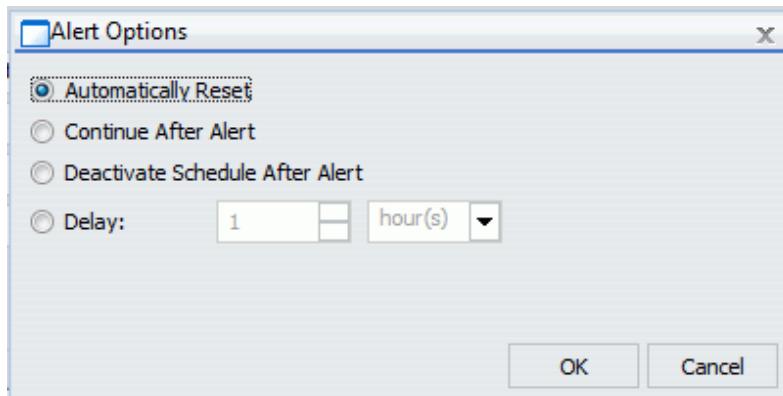 Alert Options
Automatically Reset
Continue After Alert
Deactivate Schedule After Alert
Delay: 1 hour(s)
OK Cancel